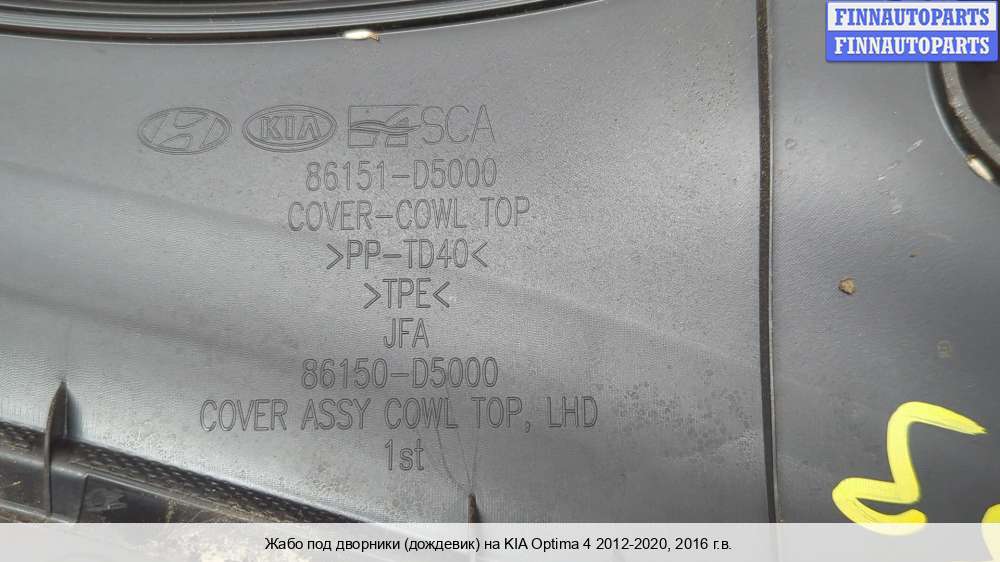 FINNAUTOPARTS
FINNAUTOPARTS
KIA SCA
86151-D5000
COVER-COWL TOP
>PP-TD40<
>TPE<
JFA
86150-D5000
COVER ASSY COWL TOP, LHD
1st
Жабо под дворники (дождевик) на KIA Optima 4 2012-2020, 2016 г.в.